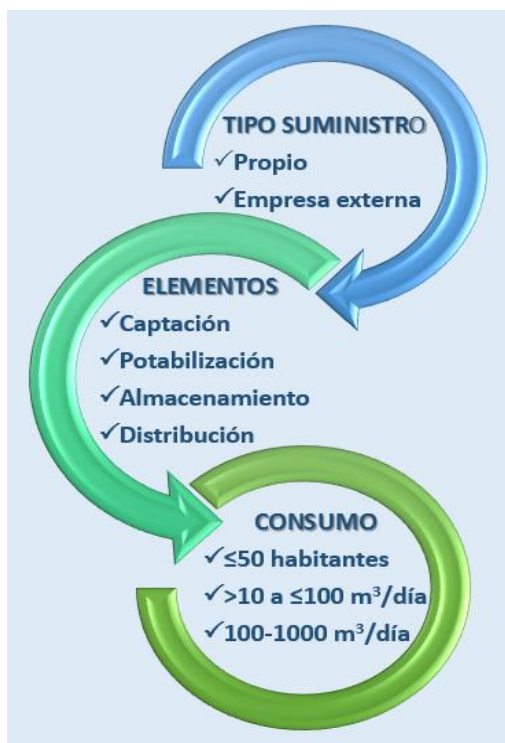 TIPO SUMINISTRO
✓Propio
✓Empresa externa
ELEMENTOS
✓Captación
✓Potabilización
✓Almacenamiento
✓Distribución
CONSUMO
✓≤50 habitantes
✓>10 a ≤100 m³/día
✓100-1000 m³/día